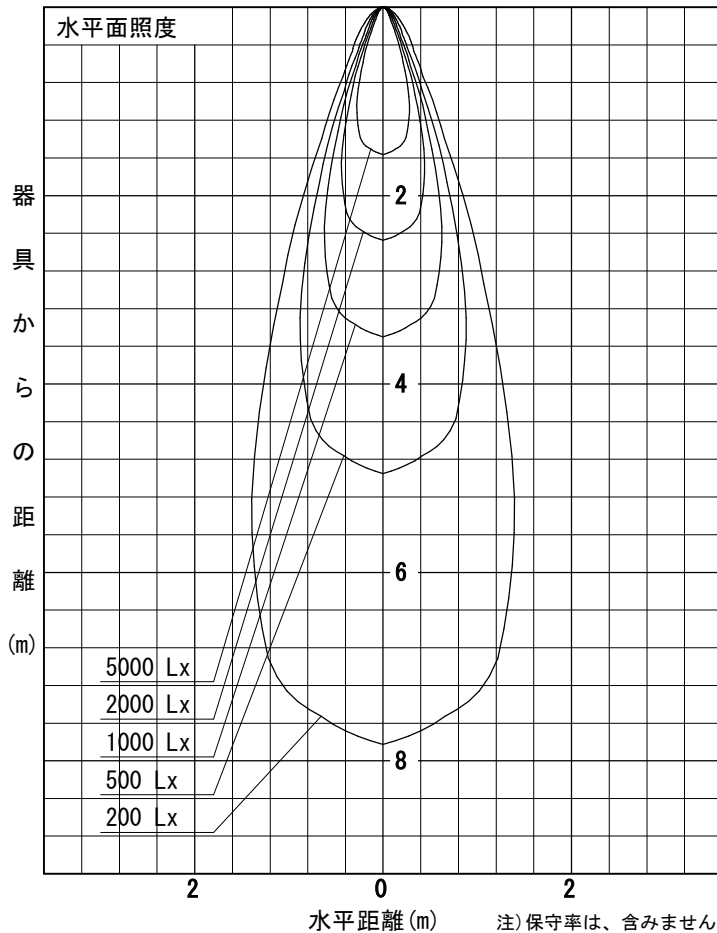 水平面照度
器具からの距離(m)
2
4
6
8
5000 Lx
2000 Lx
1000 Lx
500 Lx
200 Lx
2
0
2
水平距離(m)
注)保守率は、含みません